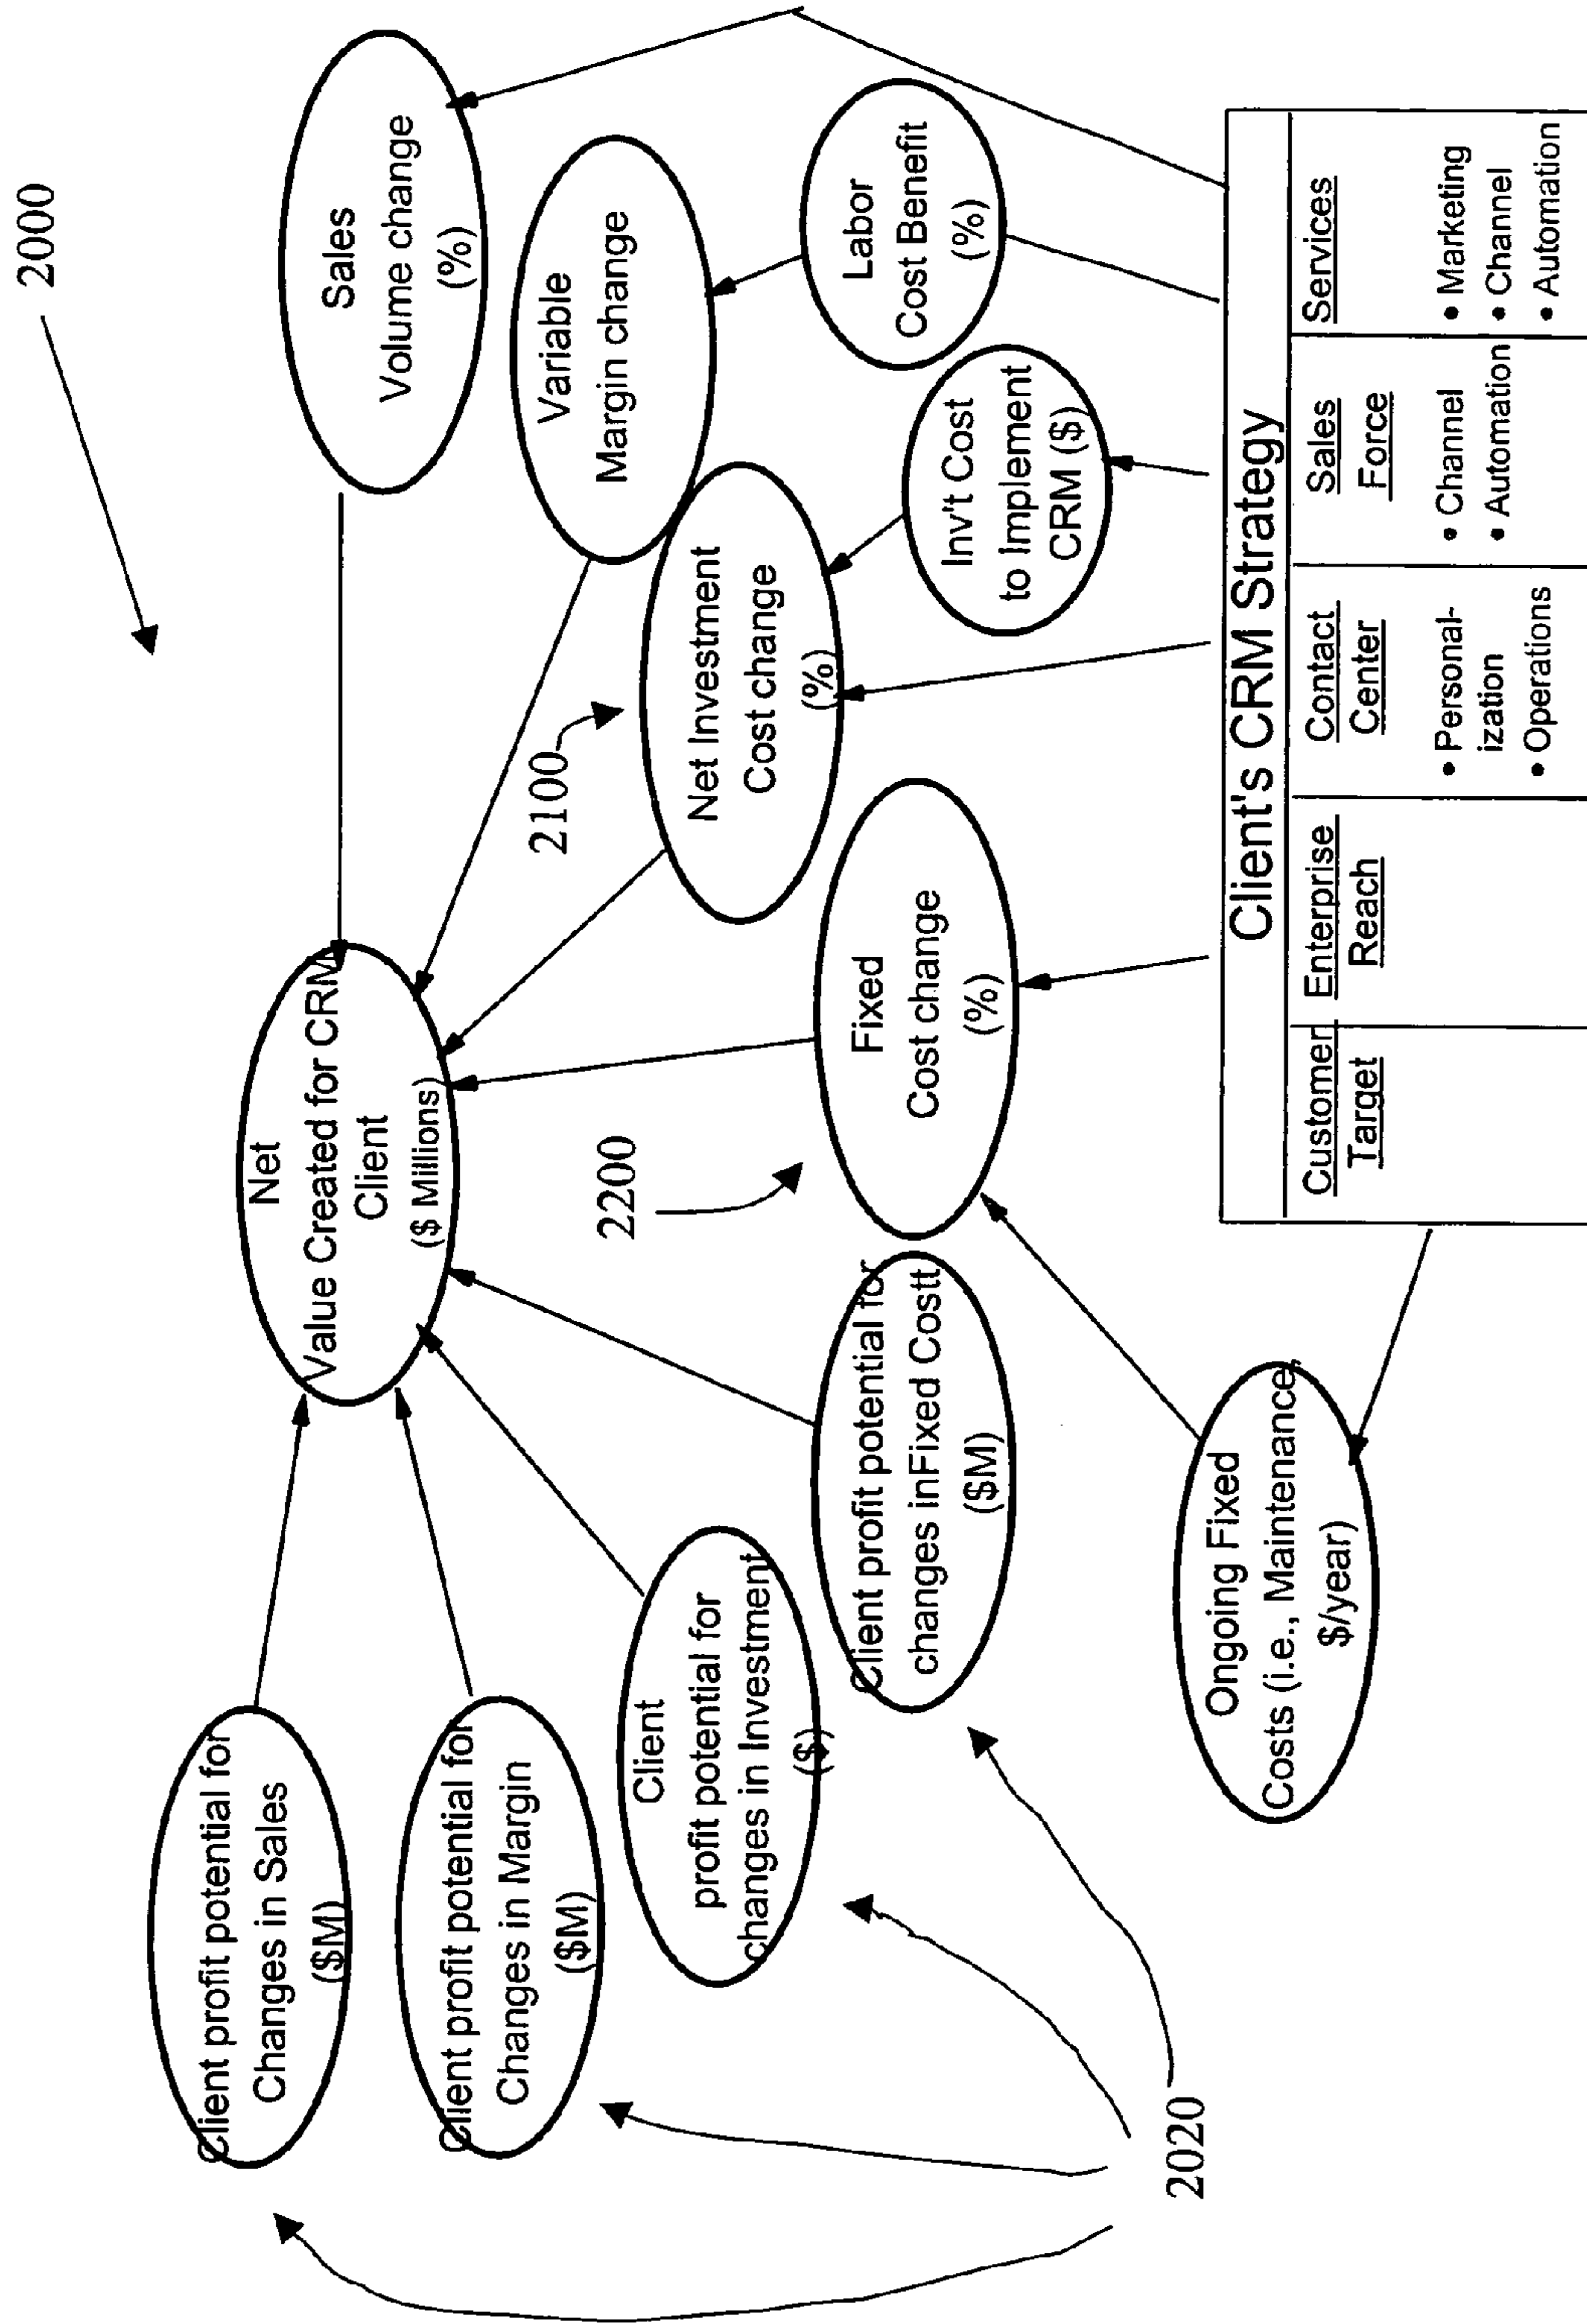 2000
Client profit potential for
Changes in Sales
($M)
Client profit potential for
Changes in Margin
($M)
Client
profit potential for
changes in Investment
($)
Client profit potential for
changes inFixed Costt
($M)
Ongoing Fixed
Costs (i.e., Maintenance,
$/year)
2020
Net
Value Created for CRM
Client
($ Millions)
2200
Fixed
Cost change
(%)
2100
Net Investment
Cost change
(%)
Variable
Margin change
Sales
Volume change
(%)
Inv't Cost
to Implement
CRM ($)
Labor
Cost Benefit
(%)
Client's CRM Strategy
Customer
Target
Enterprise
Reach
Contact
Center
• Personal-
ization
• Operations
Sales
Force
• Channel
• Automation
Services
• Marketing
• Channel
• Automation